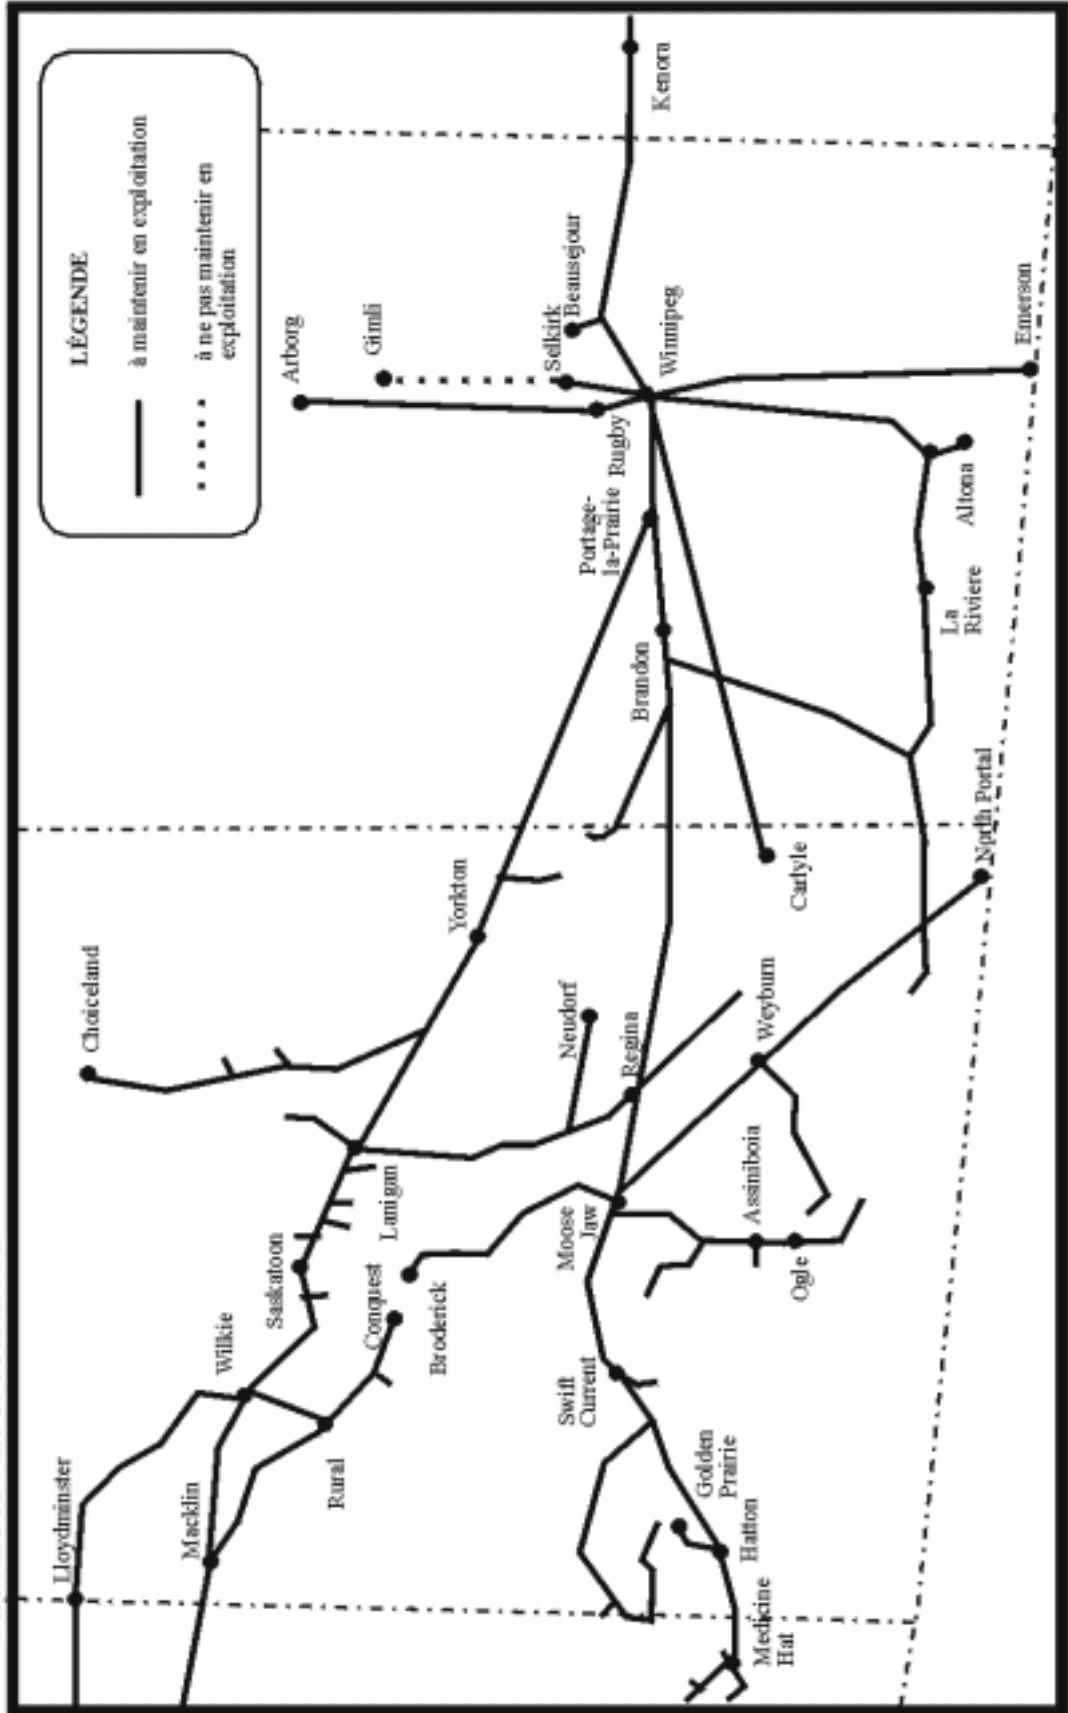 LÉGENDE
à maintenir en exploitation
à ne pas maintenir en
exploitation
Lloydminster
Macklin
Wilkie
Rural
Saskatoon
Conquest
Broderick
Lanigan
Choiceland
Yorkton
Neudorf
Regina
Moose
Jaw
Swift
Current
Golden
Prairie
Hatton
Medicine
Hat
Ogle
Assiniboia
Weyburn
North Portal
Carlyle
Brandon
Portage-
la-Prairie
Rugby
Winnipeg
Arborg
Gimli
Selkirk
Beausejour
Kenora
Emerson
Altona
La
Riviere